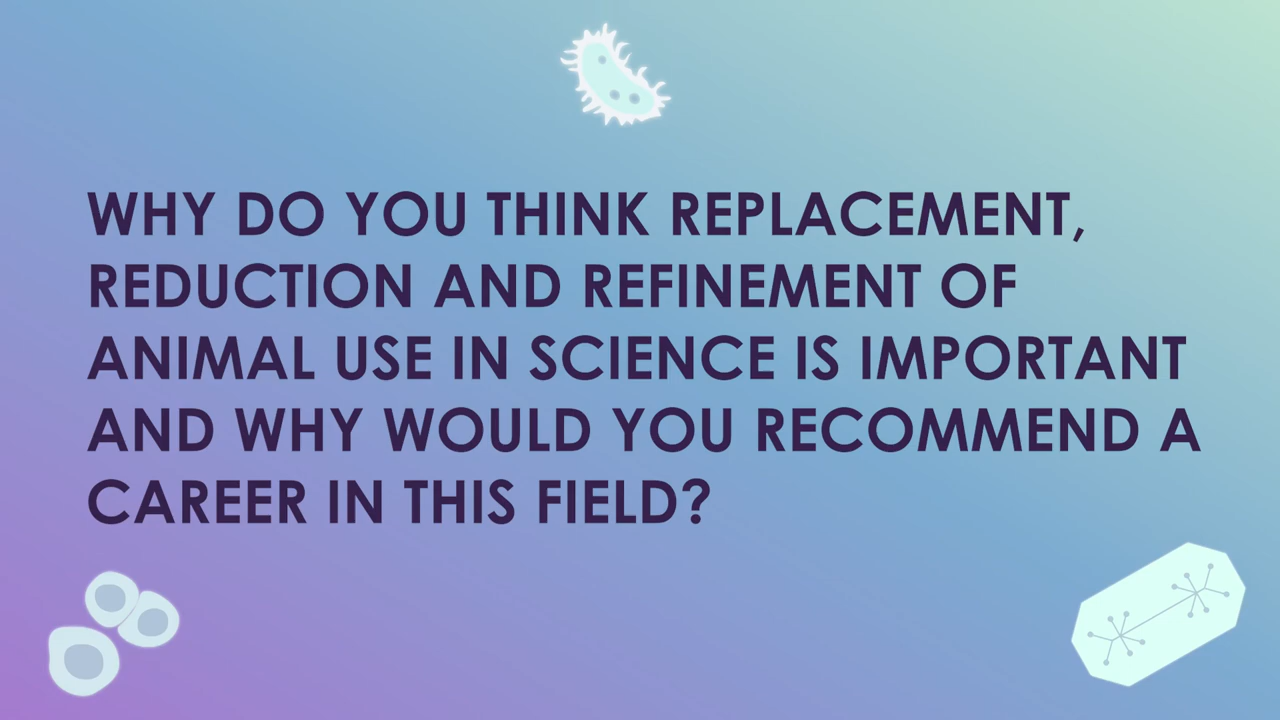 WHY DO YOU THINK REPLACEMENT,
REDUCTION AND REFINEMENT OF
ANIMAL USE IN SCIENCE IS IMPORTANT
AND WHY WOULD YOU RECOMMEND A
CAREER IN THIS FIELD?